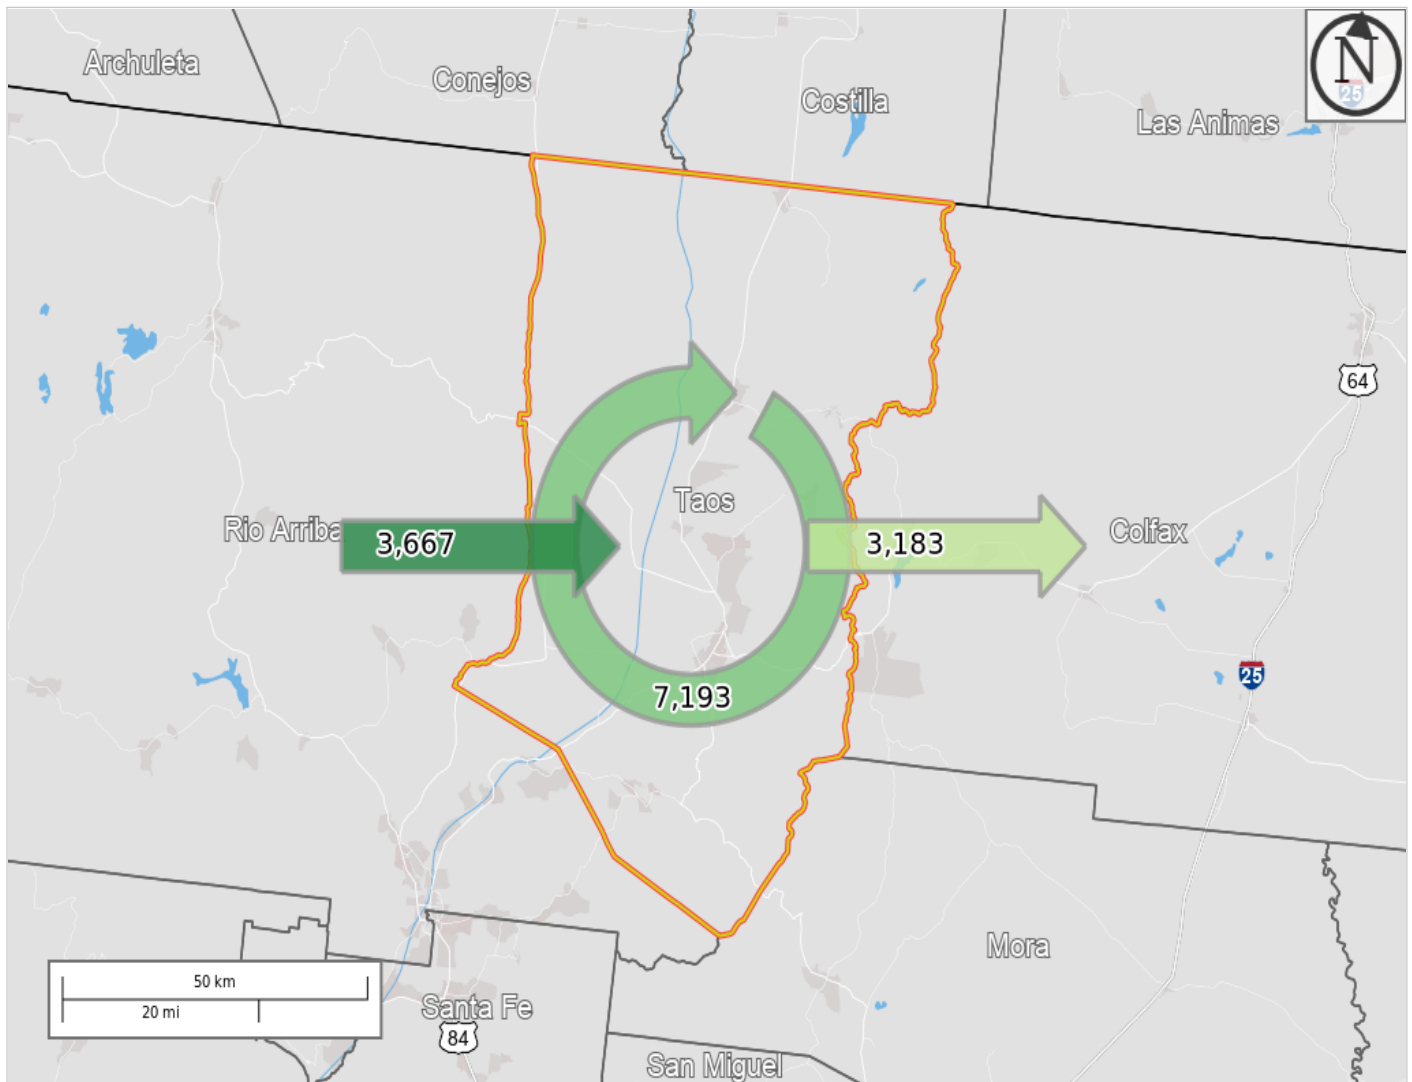 Archuleta
Conejos
Costilla
Las Animas
N
25
64
Taos
Rio Arriba
3,667
3,183
Colfax
25
7,193
Mora
50 km
20 mi
Santa Fe
84
San Miguel